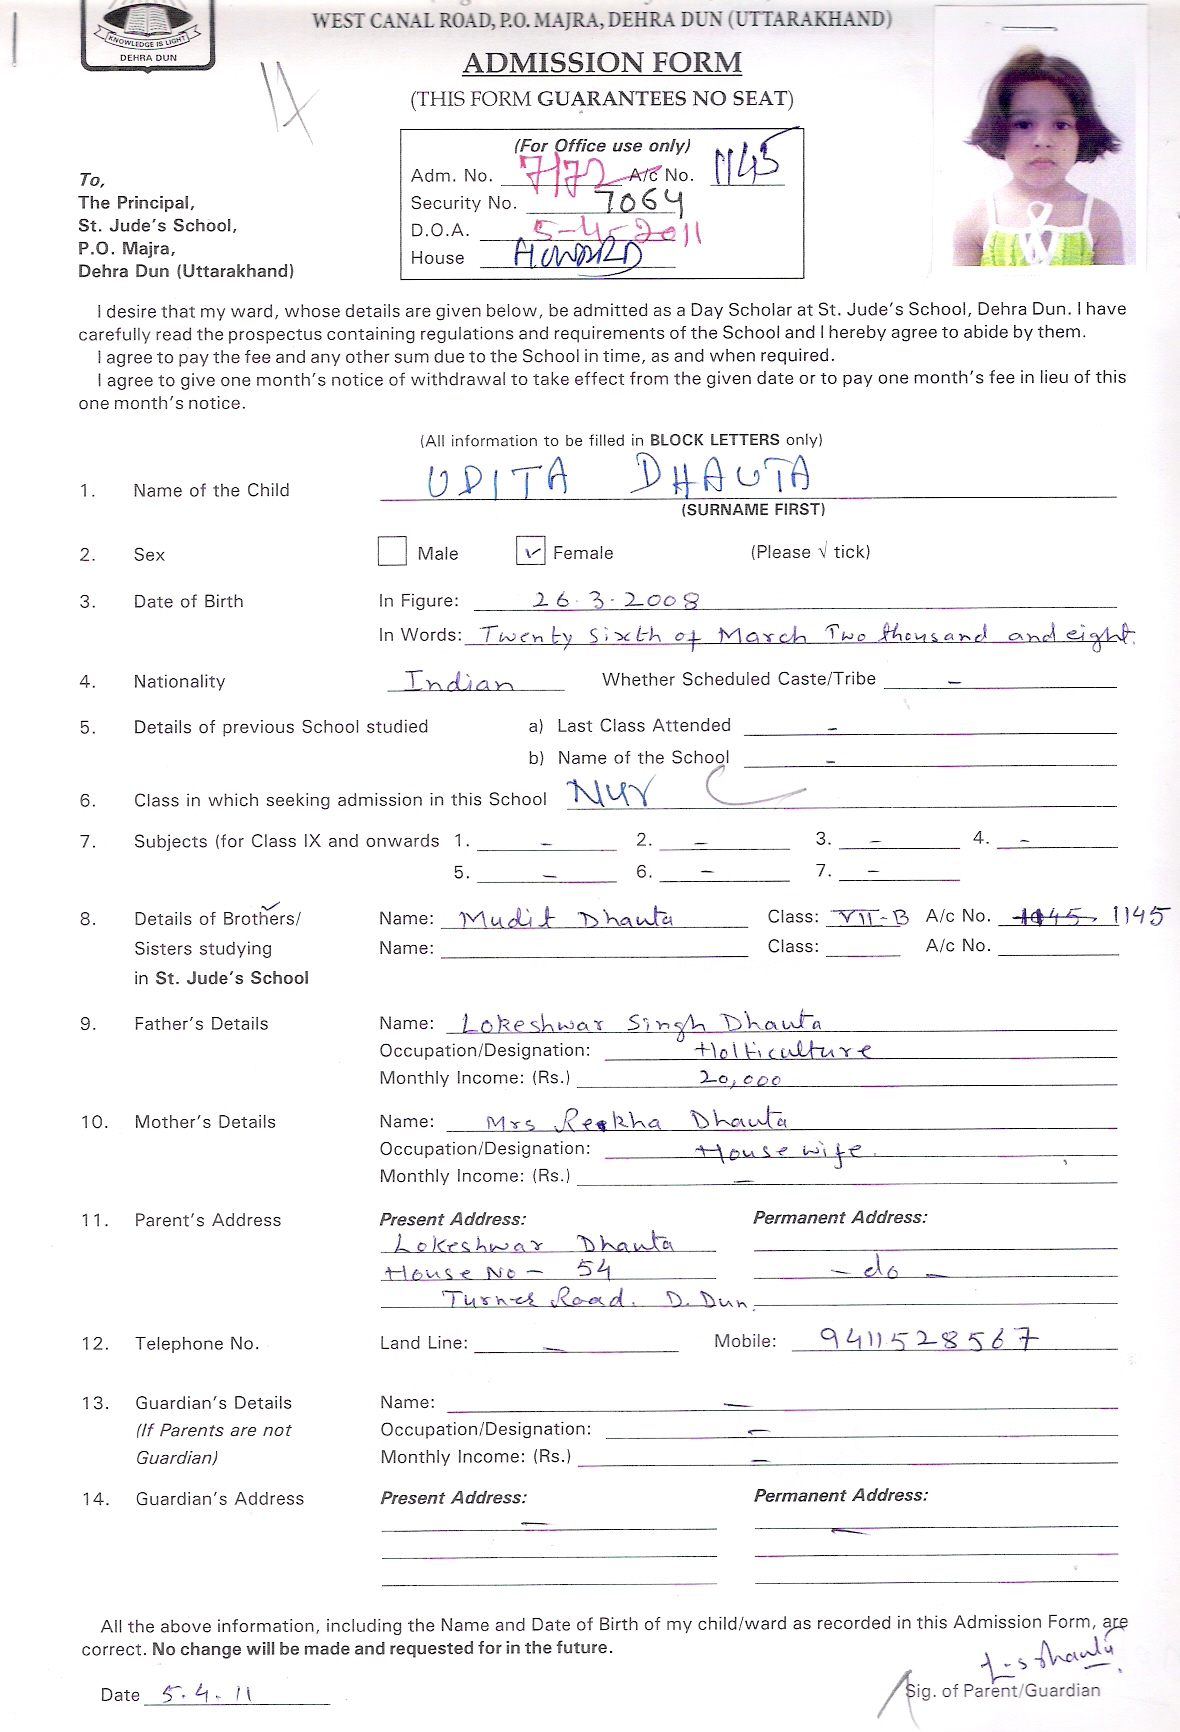 KNOWLEDGE IS LIGHT
DEHRA DUN
WEST CANAL ROAD, P.O. MAJRA, DEHRA DUN (UTTARAKHAND)
ADMISSION FORM
(THIS FORM GUARANTEES NO SEAT)
(For Office use only)
Adm. No. 7172 A/c No. 1145
Security No. 7064
D.O.A. 5-4-2011
House HOWARD
To,
The Principal,
St. Jude's School,
P.O. Majra,
Dehra Dun (Uttarakhand)
I desire that my ward, whose details are given below, be admitted as a Day Scholar at St. Jude's School, Dehra Dun. I have
carefully read the prospectus containing regulations and requirements of the School and I hereby agree to abide by them.
I agree to pay the fee and any other sum due to the School in time, as and when required.
I agree to give one month's notice of withdrawal to take effect from the given date or to pay one month's fee in lieu of this
one month's notice.
(All information to be filled in BLOCK LETTERS only)
1. Name of the Child UDITA DHAUTA
(SURNAME FIRST)
2. Sex Male ✓ Female (Please √ tick)
3. Date of Birth In Figure: 26.3.2008
In Words: Twenty Sixth of March Two thousand and eight.
4. Nationality Indian Whether Scheduled Caste/Tribe –
5. Details of previous School studied a) Last Class Attended –
b) Name of the School –
6. Class in which seeking admission in this School Nur C
7. Subjects (for Class IX and onwards 1. – 2. – 3. – 4. –
5. – 6. – 7. –
8. Details of Brothers/ Name: Mudit Dhauta Class: VII-B A/c No. 1145
Sisters studying Name: Class: A/c No.
in St. Jude's School
9. Father's Details Name: Lokeshwar Singh Dhauta
Occupation/Designation: Holticulture
Monthly Income: (Rs.) 20,000
10. Mother's Details Name: Mrs Reekha Dhauta
Occupation/Designation: House wife.
Monthly Income: (Rs.) –
11. Parent's Address Present Address: Permanent Address:
Lokeshwar Dhauta
House No – 54 – do –
Turner Road. D. Dun.
12. Telephone No. Land Line: – Mobile: 9411528567
13. Guardian's Details Name: –
(If Parents are not Occupation/Designation: –
Guardian) Monthly Income: (Rs.) –
14. Guardian's Address Present Address: – Permanent Address: –
All the above information, including the Name and Date of Birth of my child/ward as recorded in this Admission Form, are
correct. No change will be made and requested for in the future.
L-s Dhauta
Date 5.4.11 Sig. of Parent/Guardian